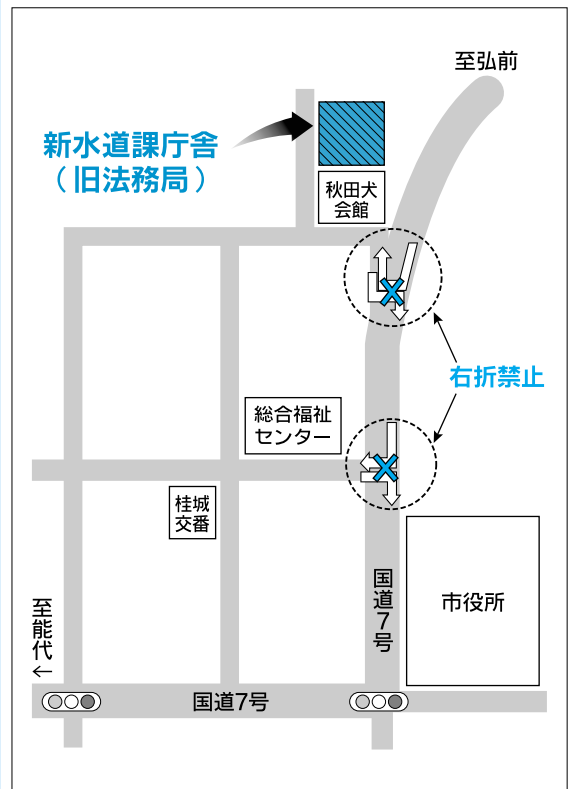 至弘前
新水道課庁舎
（旧法務局）
秋田犬
会館
右折禁止
総合福祉
センター
桂城
交番
国道7号
市役所
至能代←
国道7号